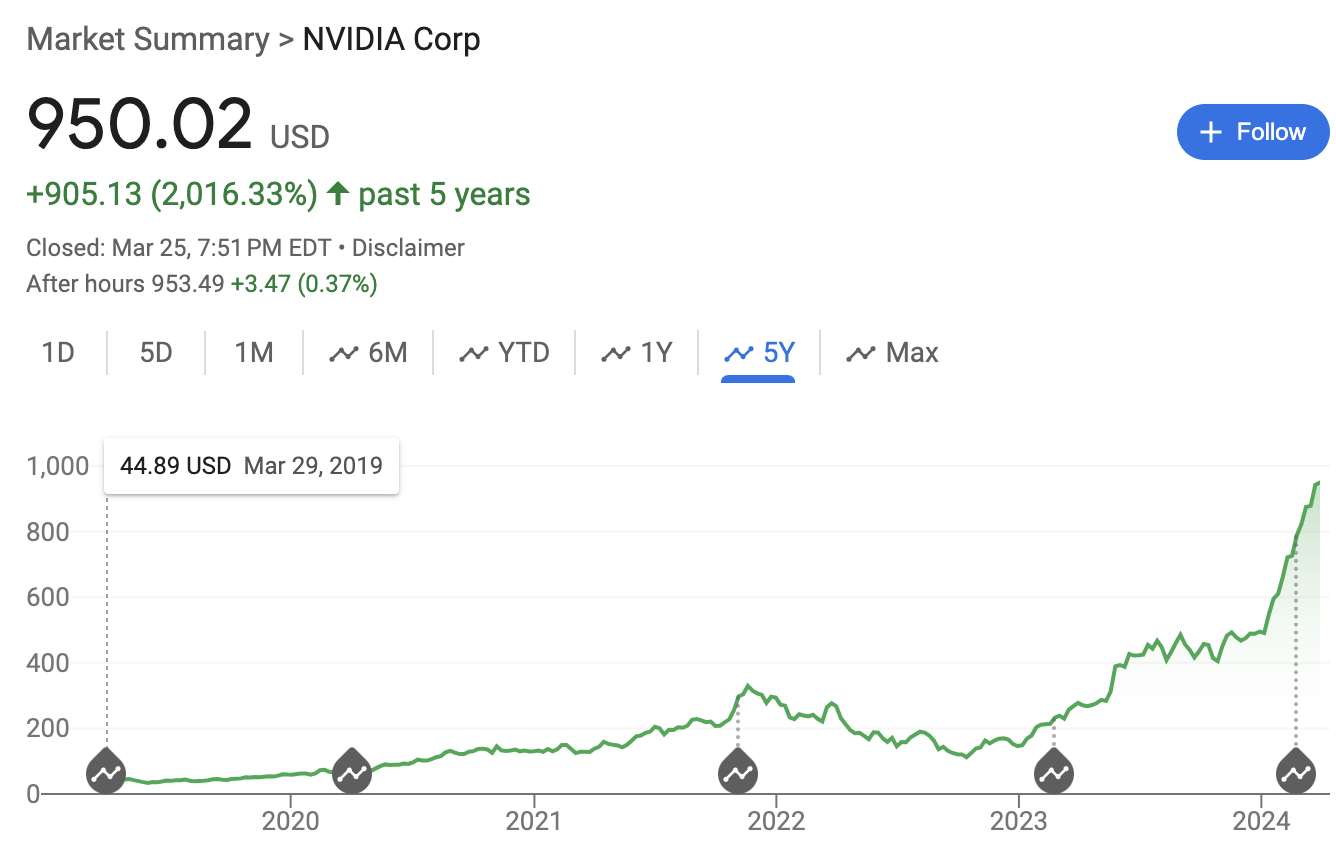 Market Summary > NVIDIA Corp
950.02 USD
+ Follow
+905.13 (2,016.33%) ↑ past 5 years
Closed: Mar 25, 7:51 PM EDT • Disclaimer
After hours 953.49 +3.47 (0.37%)
1D 5D 1M 6M YTD 1Y 5Y Max
1,000
44.89 USD Mar 29, 2019
800
600
400
200
0
2020 2021 2022 2023 2024